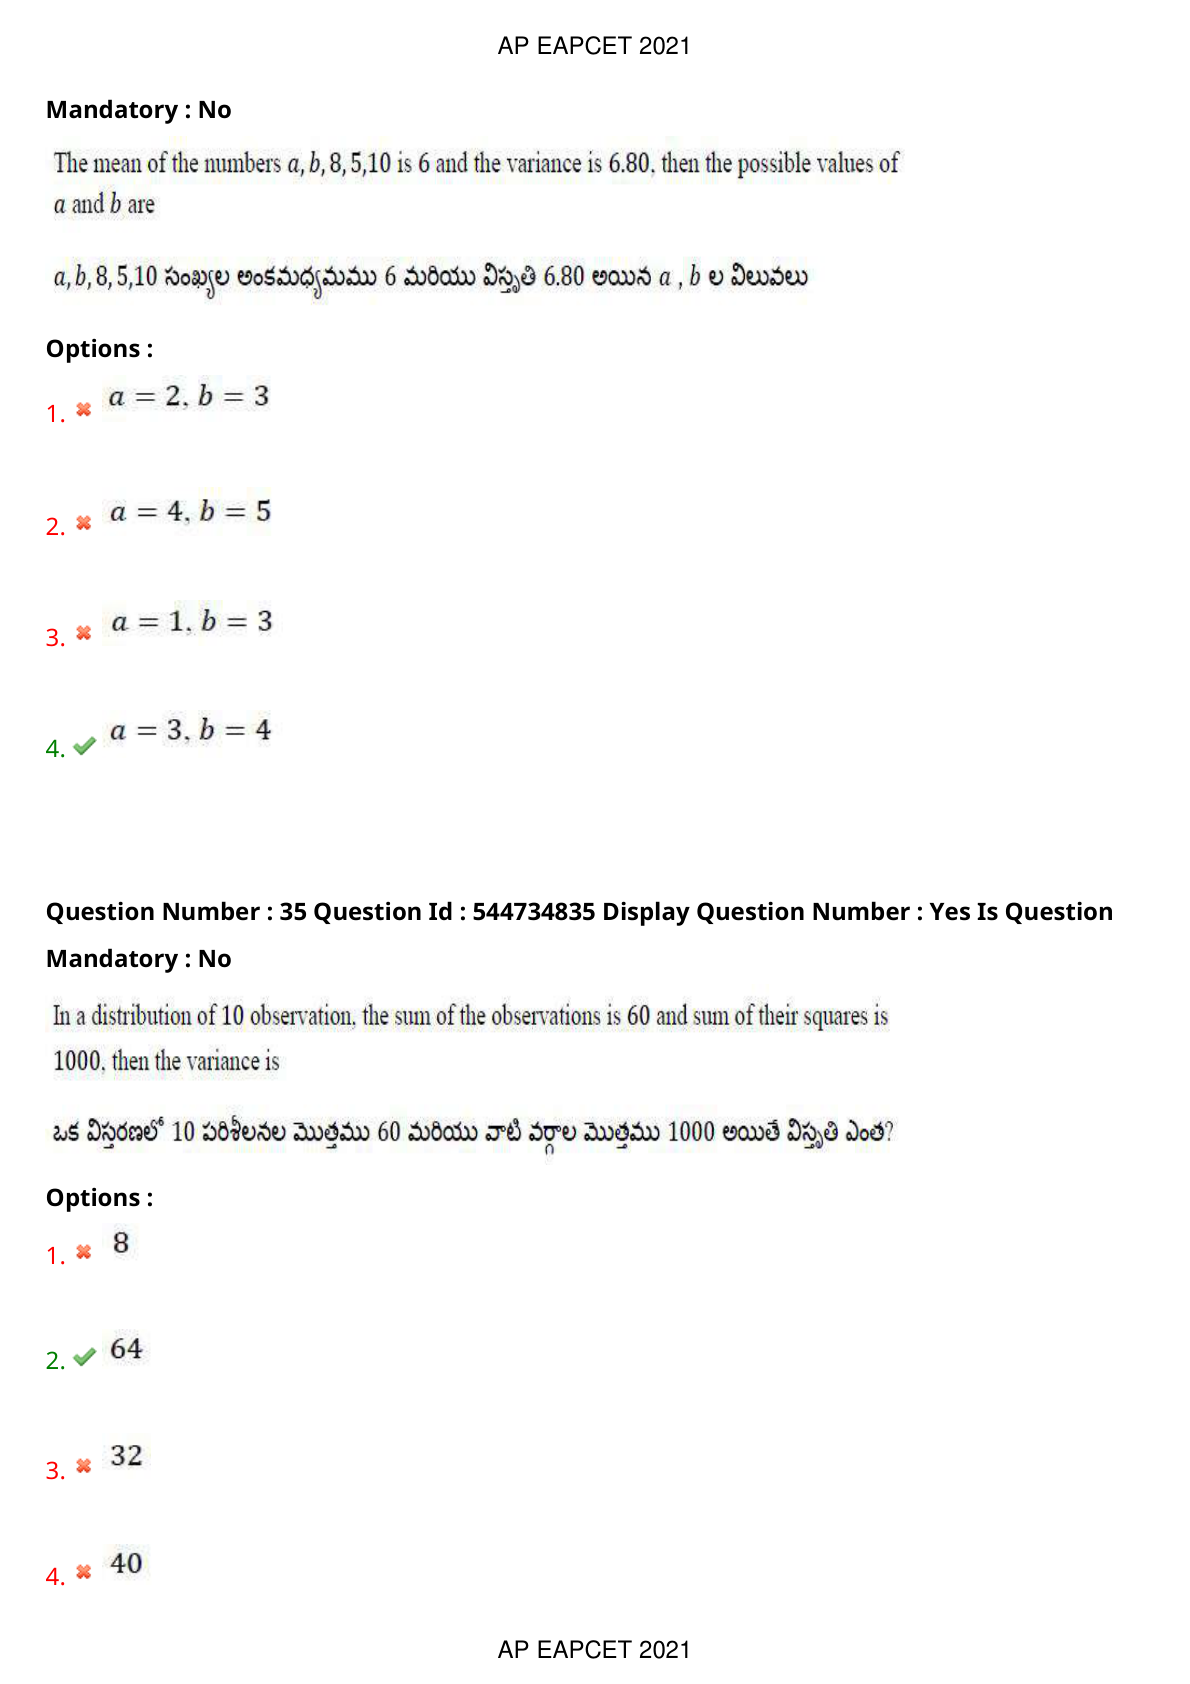 AP EAPCET 2021
Mandatory : No
The mean of the numbers a, b, 8, 5,10 is 6 and the variance is 6.80, then the possible values of
a and b are
a, b, 8, 5,10 సంఖ్యల అంకమధ్యమము 6 మరియు విస్తృతి 6.80 అయిన a , b ల విలువలు
Options :
1. a = 2, b = 3
2. a = 4, b = 5
3. a = 1, b = 3
4. a = 3, b = 4
Question Number : 35 Question Id : 544734835 Display Question Number : Yes Is Question
Mandatory : No
In a distribution of 10 observation, the sum of the observations is 60 and sum of their squares is
1000, then the variance is
ఒక విస్తరణలో 10 పరిశీలనల మొత్తము 60 మరియు వాటి వర్గాల మొత్తము 1000 అయితే విస్తృతి ఎంత?
Options :
1. 8
2. 64
3. 32
4. 40
AP EAPCET 2021